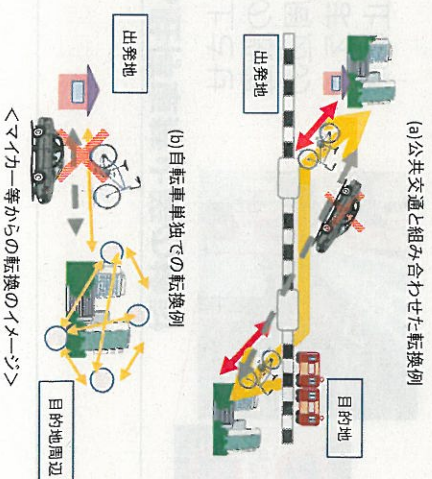 (a)公共交通と組み合わせた転換例
出発地
目的地
(b)自転車単独での転換例
出発地
目的地周辺
＜マイカー等からの転換のイメージ＞